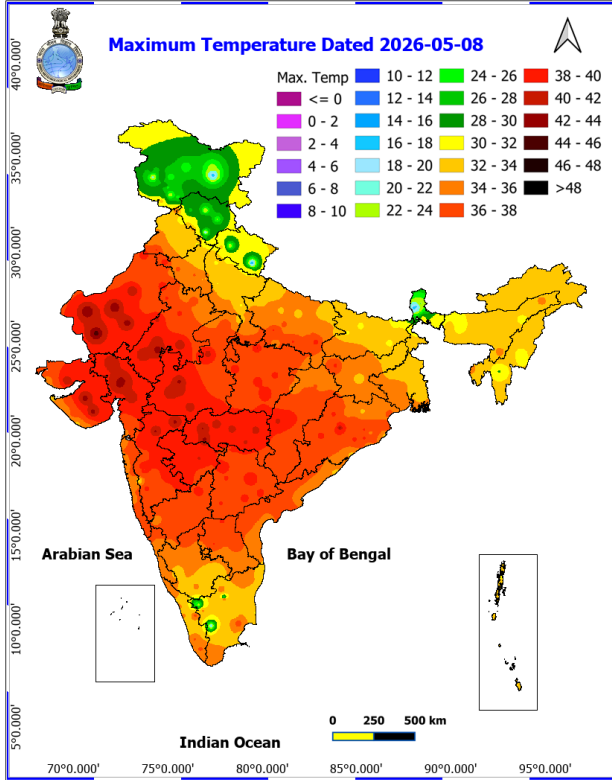 Maximum Temperature Dated 2026-05-08
Max. Temp
<= 0
0 - 2
2 - 4
4 - 6
6 - 8
8 - 10
10 - 12
12 - 14
14 - 16
16 - 18
18 - 20
20 - 22
22 - 24
24 - 26
26 - 28
28 - 30
30 - 32
32 - 34
34 - 36
36 - 38
38 - 40
40 - 42
42 - 44
44 - 46
46 - 48
>48
40°0.000'
35°0.000'
30°0.000'
25°0.000'
20°0.000'
15°0.000'
10°0.000'
5°0.000'
Arabian Sea
Bay of Bengal
Indian Ocean
0 250 500 km
70°0.000' 75°0.000' 80°0.000' 85°0.000' 90°0.000' 95°0.000'